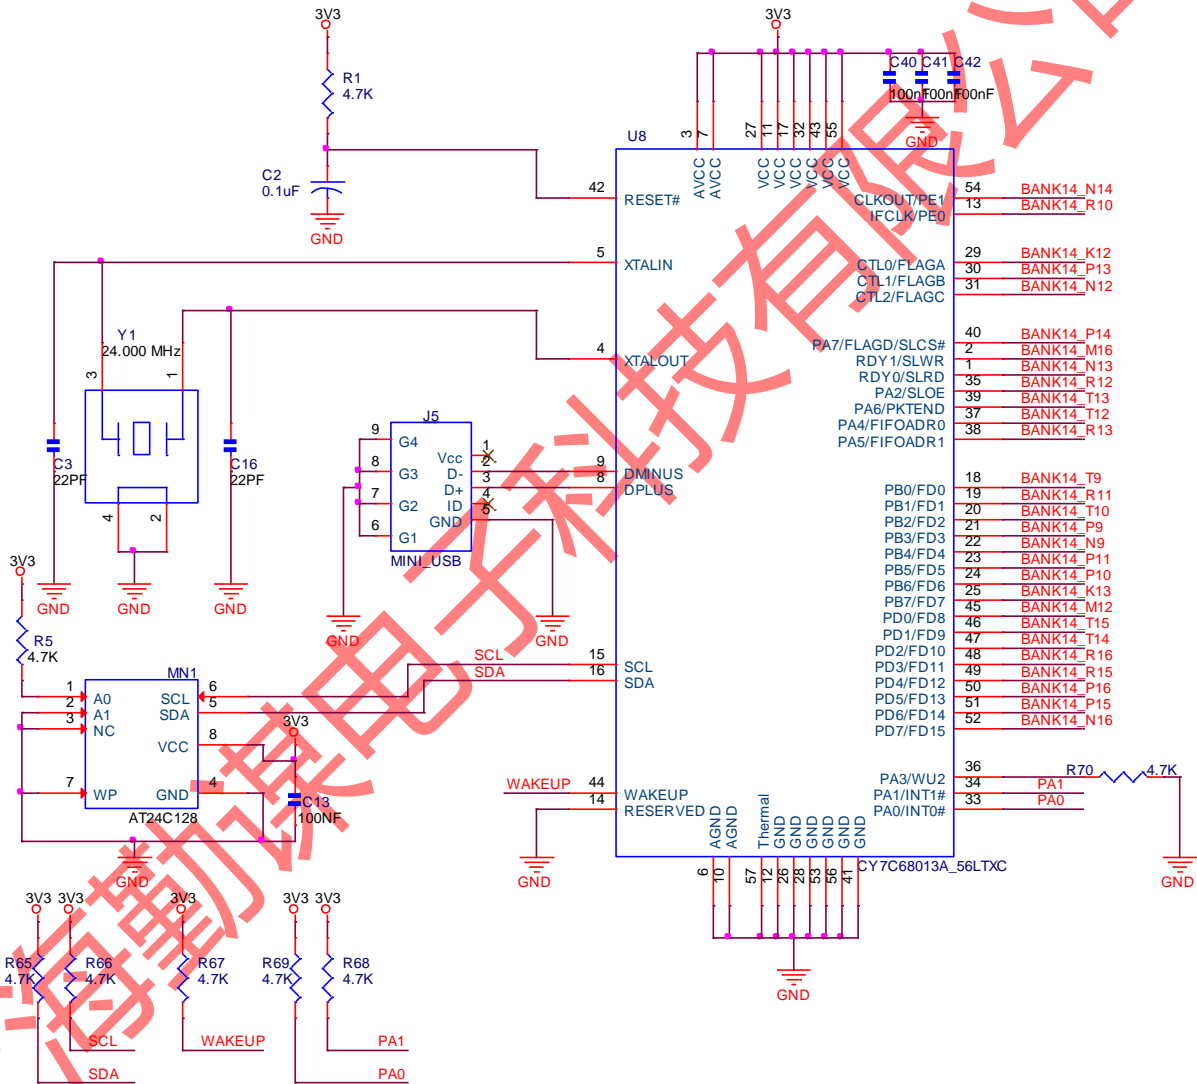 3V3
R1
4.7K
C2
0.1uF
GND
3V3
C40 C41 C42
100nF 100nF 100nF
GND
U8
3 AVCC
7 AVCC
27 VCC
11 VCC
17 VCC
32 VCC
43 VCC
55 VCC
42 RESET#
5 XTALIN
4 XTALOUT
9 DMINUS
8 DPLUS
15 SCL
16 SDA
44 WAKEUP
14 RESERVED
CLKOUT/PE1 54 BANK14_N14
IFCLK/PE0 13 BANK14_R10
CTL0/FLAGA 29 BANK14_K12
CTL1/FLAGB 30 BANK14_P13
CTL2/FLAGC 31 BANK14_N12
PA7/FLAGD/SLCS# 40 BANK14_P14
RDY1/SLWR 2 BANK14_M16
RDY0/SLRD 1 BANK14_N13
PA2/SLOE 35 BANK14_R12
PA6/PKTEND 39 BANK14_T13
PA4/FIFOADR0 37 BANK14_T12
PA5/FIFOADR1 38 BANK14_R13
PB0/FD0 18 BANK14_T9
PB1/FD1 19 BANK14_R11
PB2/FD2 20 BANK14_T10
PB3/FD3 21 BANK14_P9
PB4/FD4 22 BANK14_N9
PB5/FD5 23 BANK14_P11
PB6/FD6 24 BANK14_P10
PB7/FD7 25 BANK14_K13
PD0/FD8 45 BANK14_M12
PD1/FD9 46 BANK14_T15
PD2/FD10 47 BANK14_T14
PD3/FD11 48 BANK14_R16
PD4/FD12 49 BANK14_R15
PD5/FD13 50 BANK14_P16
PD6/FD14 51 BANK14_P15
PD7/FD15 52 BANK14_N16
PA3/WU2 36 R70 4.7K
PA1/INT1# 34 PA1
PA0/INT0# 33 PA0
GND
6 AGND
10 AGND
57 Thermal
12 GND
26 GND
28 GND
53 GND
56 GND
41 GND
CY7C68013A_56LTXC
GND
WAKEUP
GND
Y1
24.000 MHz
3
1
4
2
C3
22PF
C16
22PF
GND
GND
GND
J5
9 G4
8 G3
7 G2
6 G1
Vcc 1
D- 2
D+ 3
ID 4
GND 5
MINI_USB
GND
GND
SCL
SDA
3V3
R5
4.7K
MN1
1 A0
2 A1
3 NC
7 WP
SCL 6
SDA 5
VCC 8
GND 4
AT24C128
3V3
C13
100NF
GND
3V3 3V3 3V3 3V3 3V3
R65
4.7K
R66
4.7K
R67
4.7K
R69
4.7K
R68
4.7K
SCL
WAKEUP
PA1
SDA
PA0
海勤谋电子科技有限公